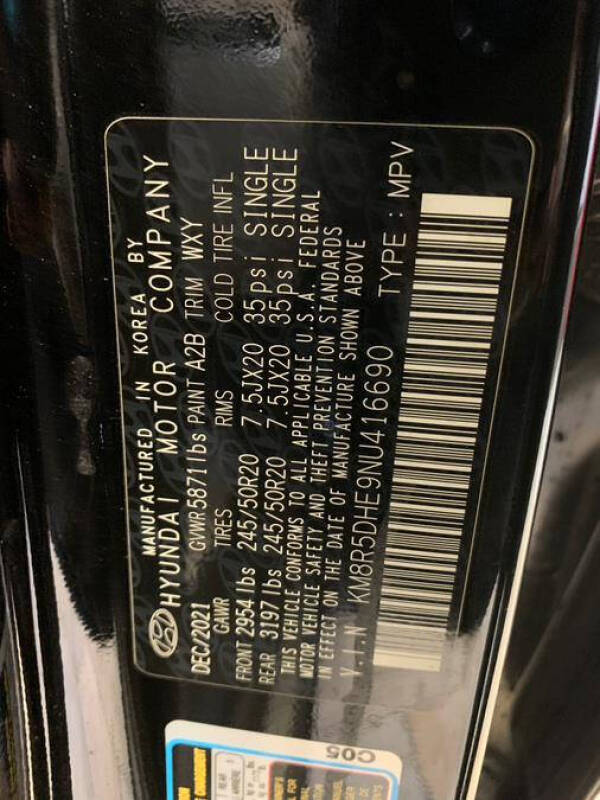 MANUFACTURED IN KOREA BY
HYUNDAI MOTOR COMPANY
DEC/2021 GVWR 5871 lbs PAINT A2B TRIM WXY
GAWR TIRES RIMS COLD TIRE INFL
FRONT 2954 lbs 245/50R20 7.5JX20 35psi SINGLE
REAR 3197 lbs 245/50R20 7.5JX20 35psi SINGLE
THIS VEHICLE CONFORMS TO ALL APPLICABLE U.S.A. FEDERAL
MOTOR VEHICLE SAFETY AND THEFT PREVENTION STANDARDS
IN EFFECT ON THE DATE OF MANUFACTURE SHOWN ABOVE
V.I.N KM8R5DHE9NU416690 TYPE : MPV
C05